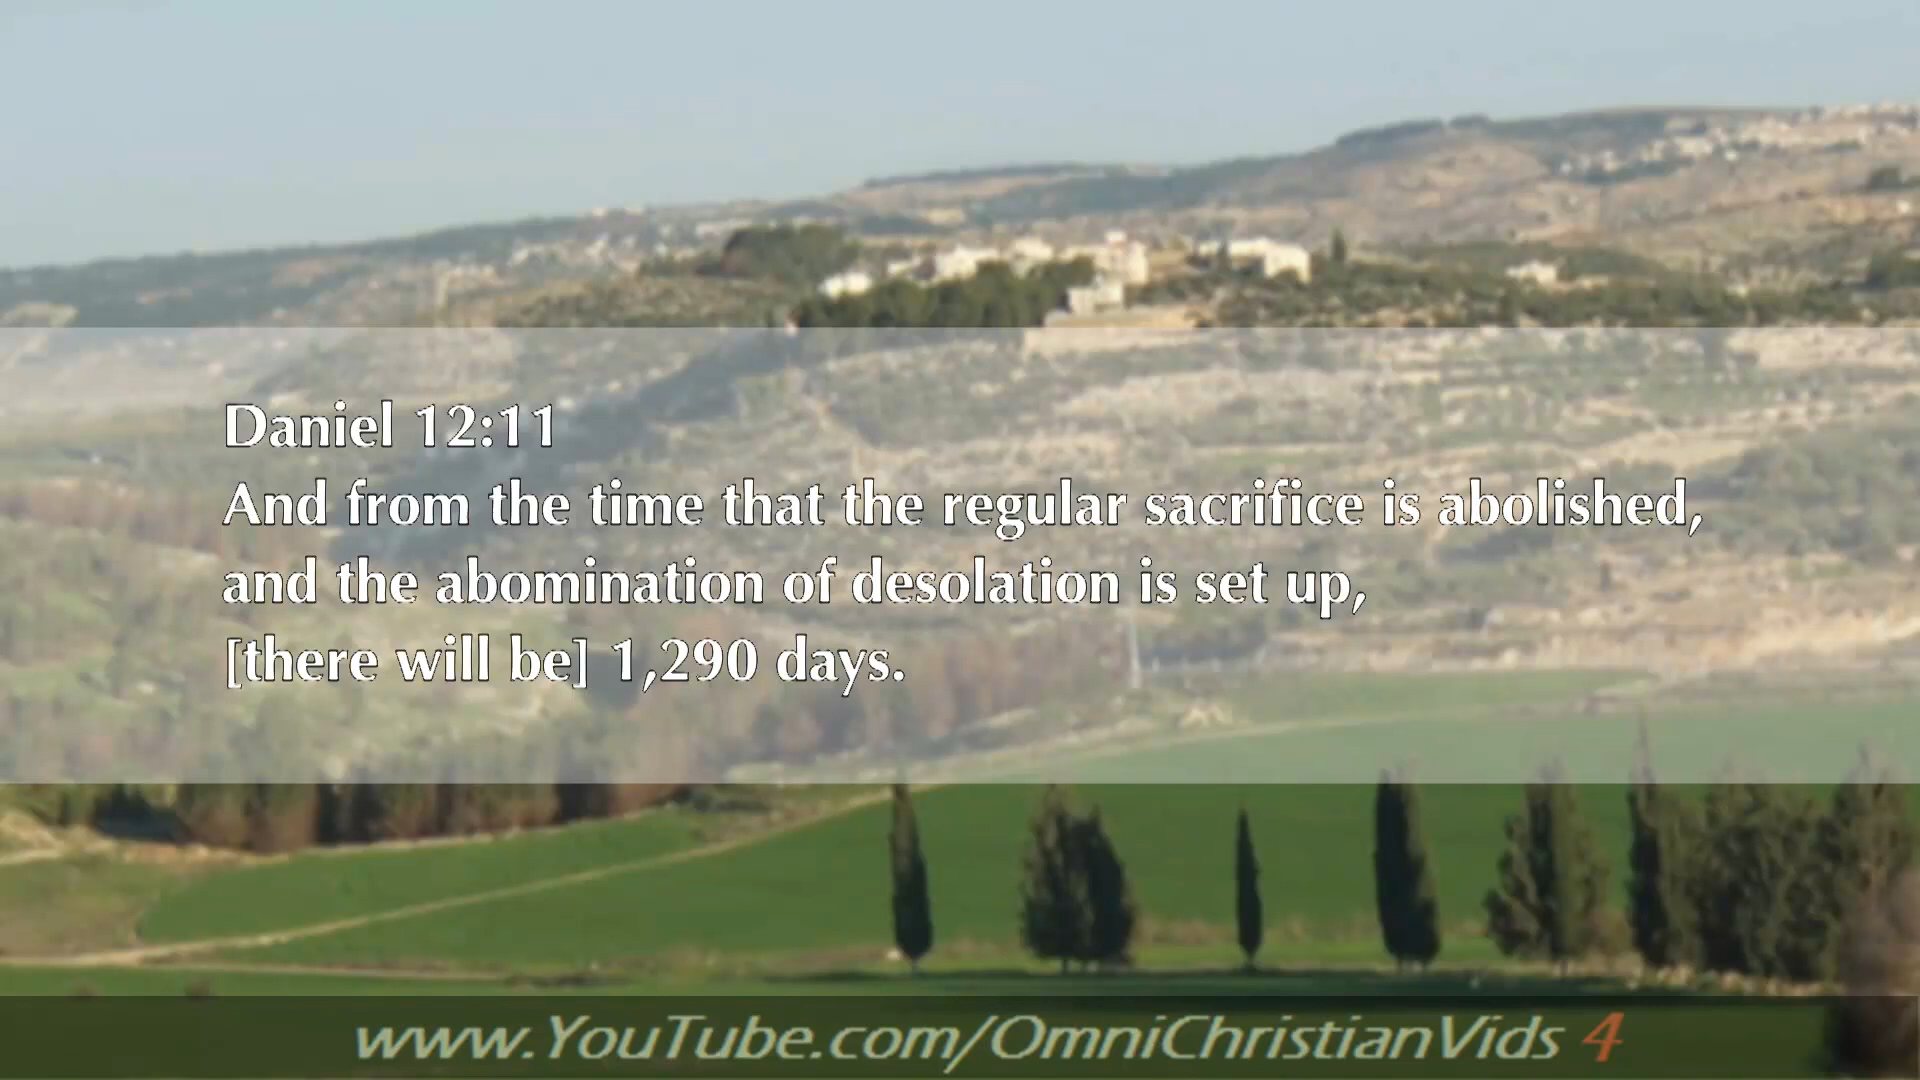 Daniel 12:11
And from the time that the regular sacrifice is abolished,
and the abomination of desolation is set up,
[there will be] 1,290 days.
www.YouTube.com/OmniChristianVids 4